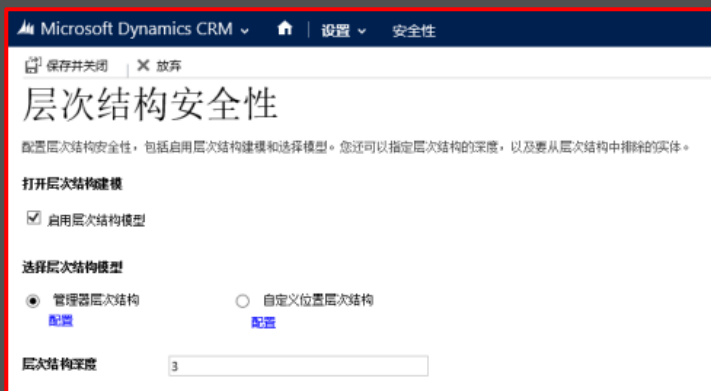 Microsoft Dynamics CRM 设置 安全性
保存并关闭 放弃
层次结构安全性
配置层次结构安全性，包括启用层次结构建模和选择模型。您还可以指定层次结构的深度，以及要从层次结构中排除的实体。
打开层次结构建模
启用层次结构模型
选择层次结构模型
管理器层次结构 自定义位置层次结构
配置 配置
层次结构深度 3